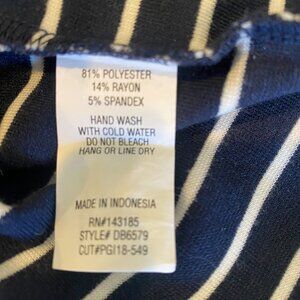 81% POLYESTER
14% RAYON
5% SPANDEX
HAND WASH
WITH COLD WATER
DO NOT BLEACH
HANG OR LINE DRY
MADE IN INDONESIA
RN#143185
STYLE# DB6579
CUT#PGI18-549